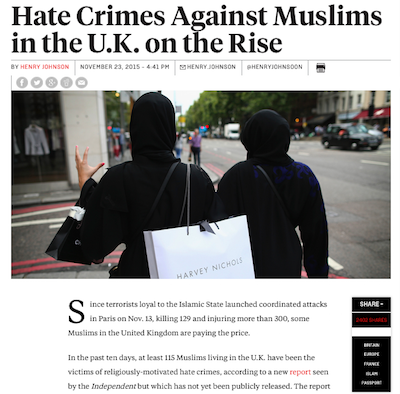 Hate Crimes Against Muslims
in the U.K. on the Rise
BY HENRY JOHNSON NOVEMBER 23, 2015 - 4:41 PM HENRY.JOHNSON @HENRYJOHNSOON
HARVEY NICHOLS
Since terrorists loyal to the Islamic State launched coordinated attacks
in Paris on Nov. 13, killing 129 and injuring more than 300, some
Muslims in the United Kingdom are paying the price.
In the past ten days, at least 115 Muslims living in the U.K. have been the
victims of religiously-motivated hate crimes, according to a new report seen
by the Independent but which has not yet been publicly released. The report
SHARE
SHARES
BRITAIN
EUROPE
FRANCE
ISLAM
PASSPORT